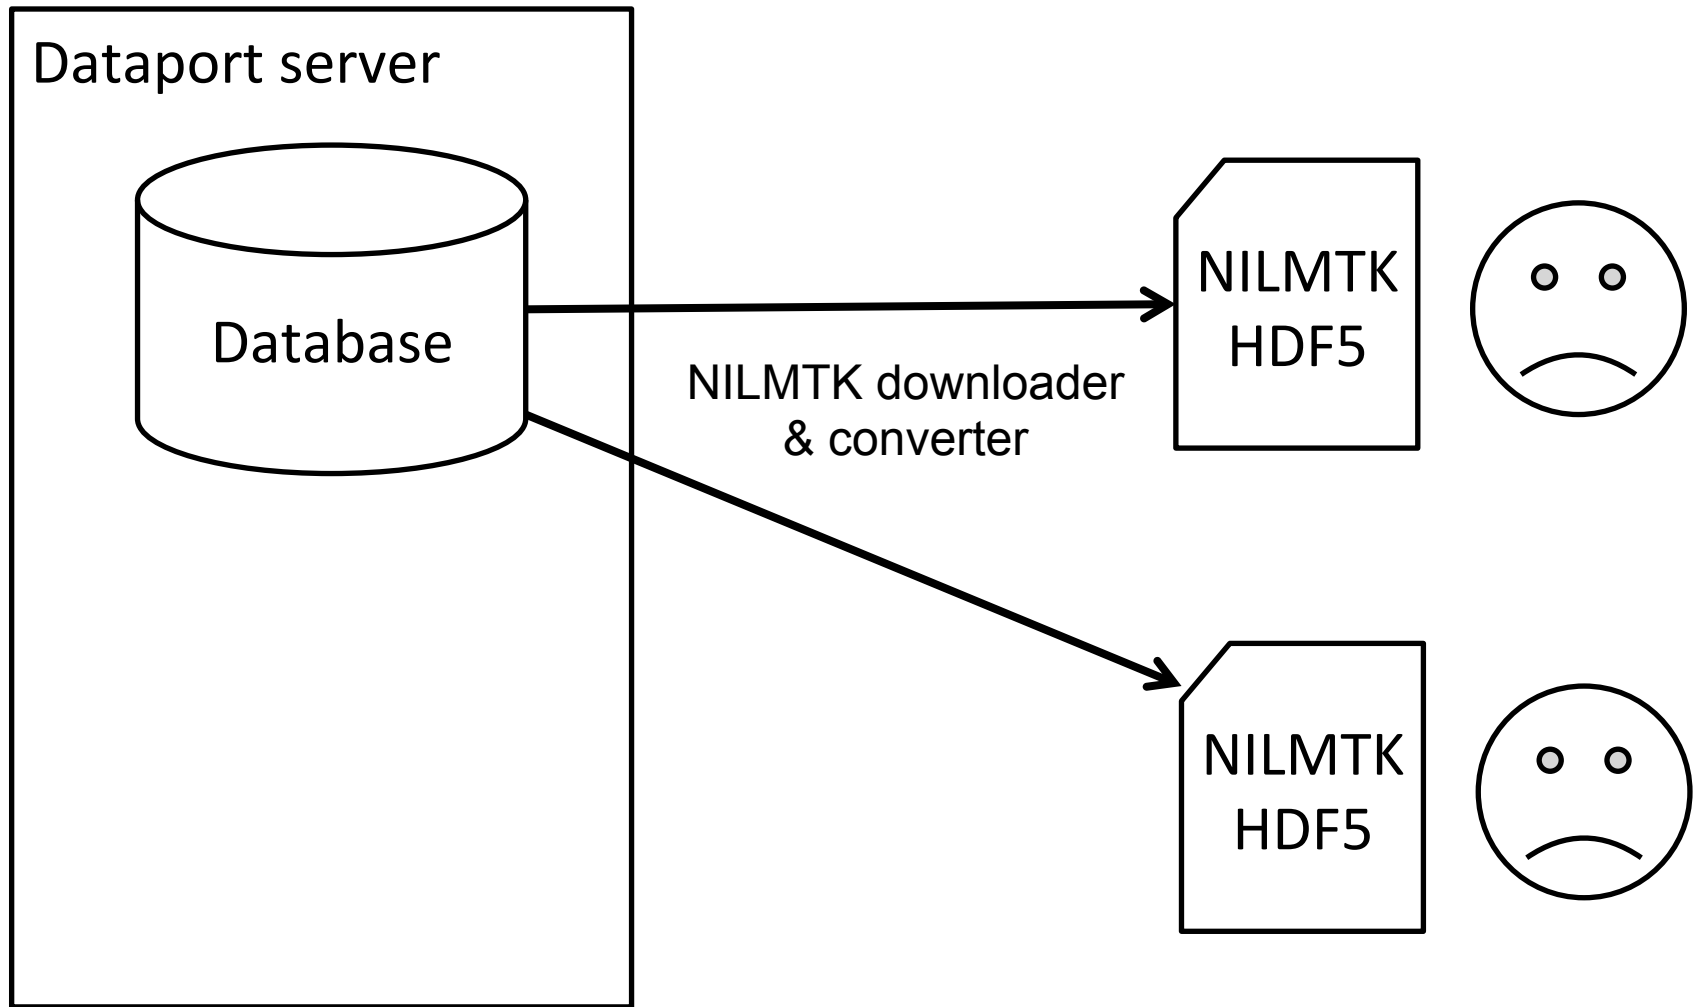 Dataport server
Database
NILMTK downloader
& converter
NILMTK
HDF5
NILMTK
HDF5